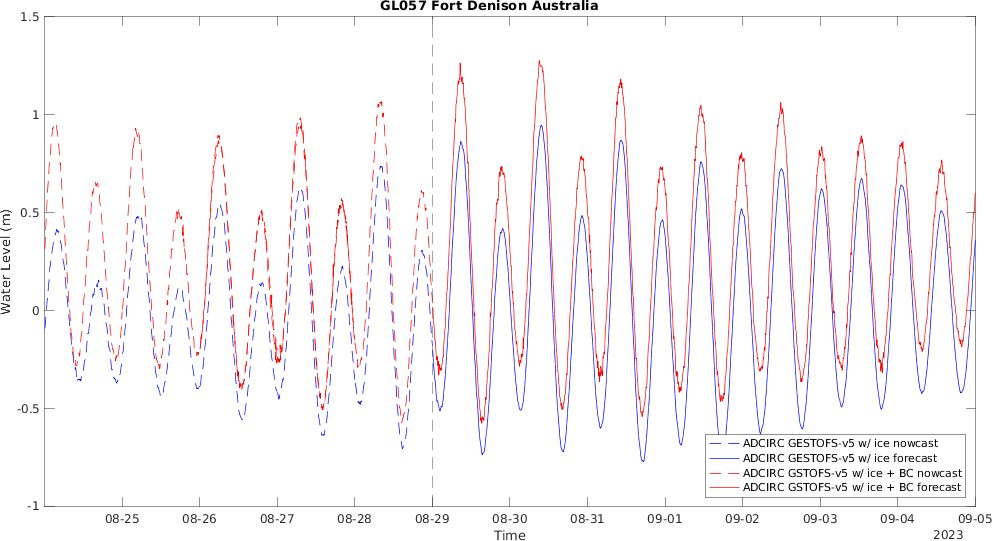 GL057 Fort Denison Australia
1.5
1
0.5
0
-0.5
-1
Water Level (m)
ADCIRC GESTOFS-v5 w/ ice nowcast
ADCIRC GESTOFS-v5 w/ ice forecast
ADCIRC GSTOFS-v5 w/ ice + BC nowcast
ADCIRC GSTOFS-v5 w/ ice + BC forecast
08-25 08-26 08-27 08-28 08-29 08-30 08-31 09-01 09-02 09-03 09-04 09-05
Time
2023